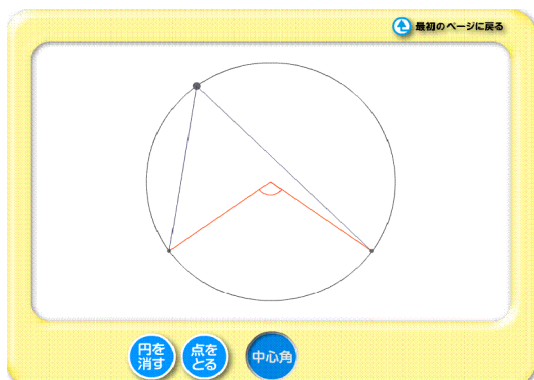 最初のページに戻る
円を
消す
点を
とる
中心角